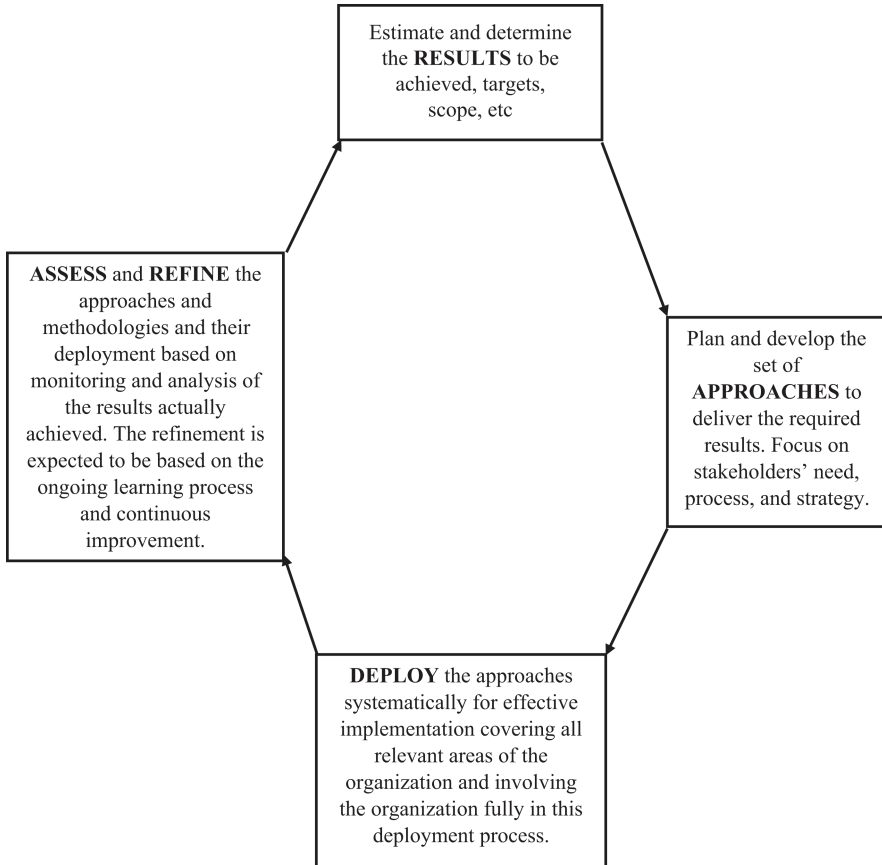 Estimate and determine
the RESULTS to be
achieved, targets,
scope, etc
Plan and develop the
set of
APPROACHES to
deliver the required
results. Focus on
stakeholders’ need,
process, and strategy.
DEPLOY the approaches
systematically for effective
implementation covering all
relevant areas of the
organization and involving
the organization fully in this
deployment process.
ASSESS and REFINE the
approaches and
methodologies and their
deployment based on
monitoring and analysis of
the results actually
achieved. The refinement is
expected to be based on the
ongoing learning process
and continuous
improvement.